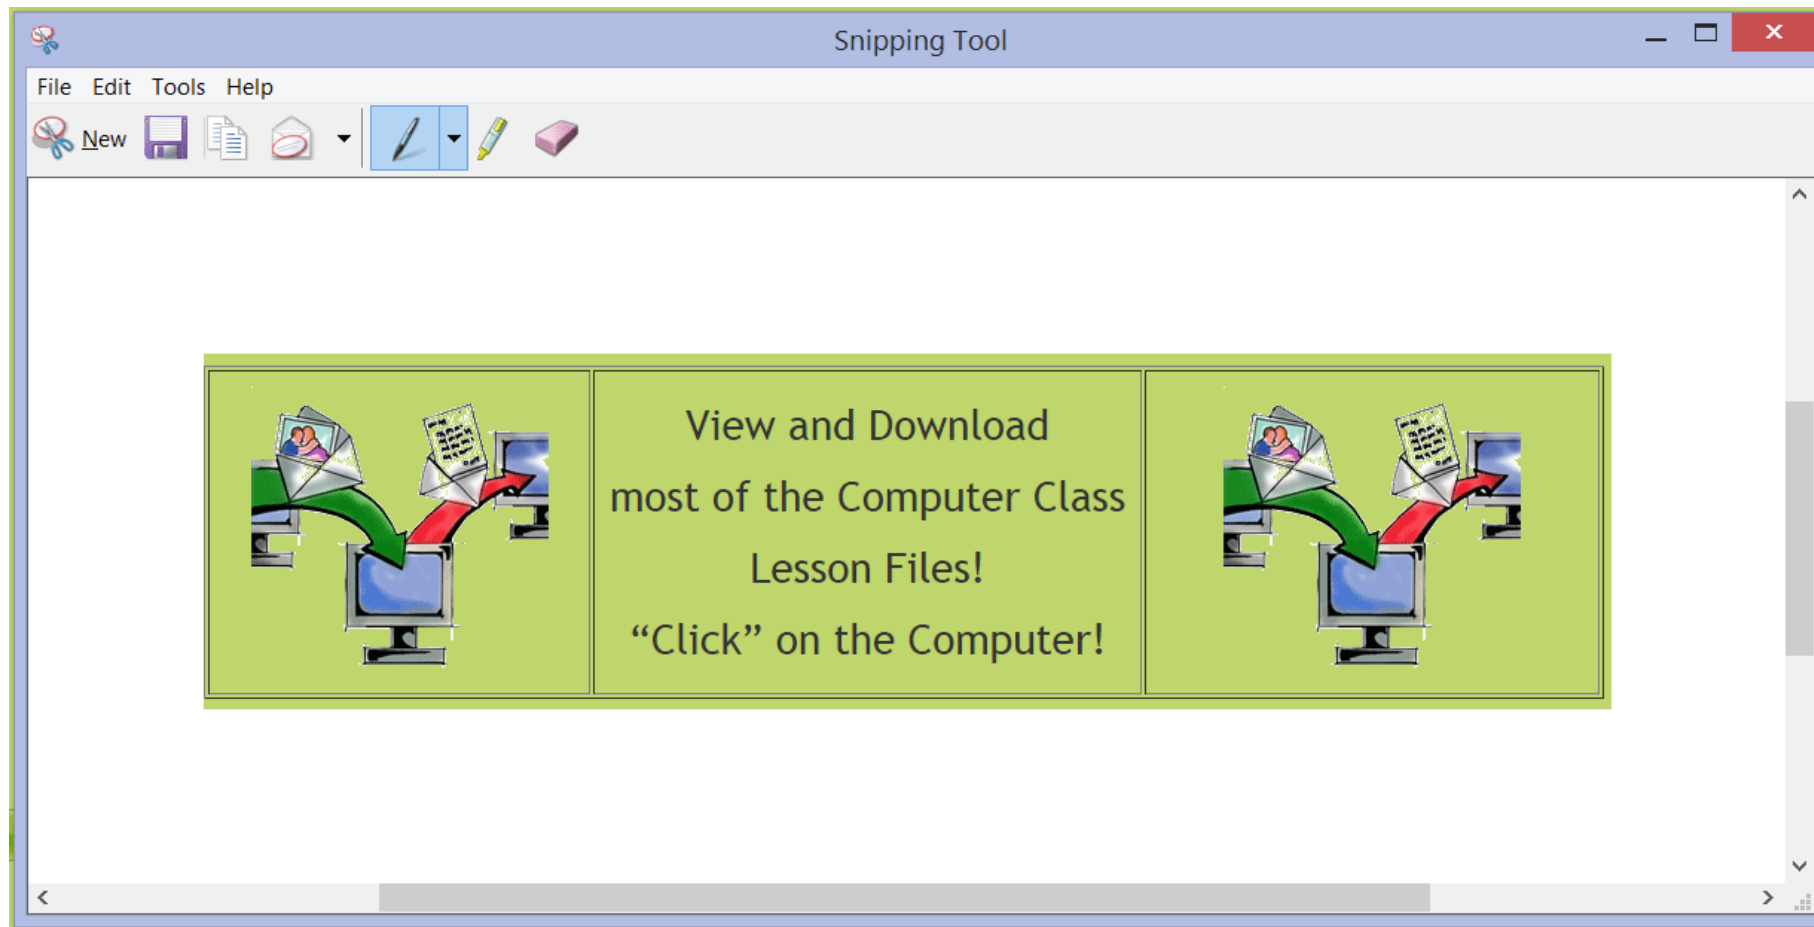 Snipping Tool
File Edit Tools Help
New
View and Download
most of the Computer Class
Lesson Files!
“Click” on the Computer!